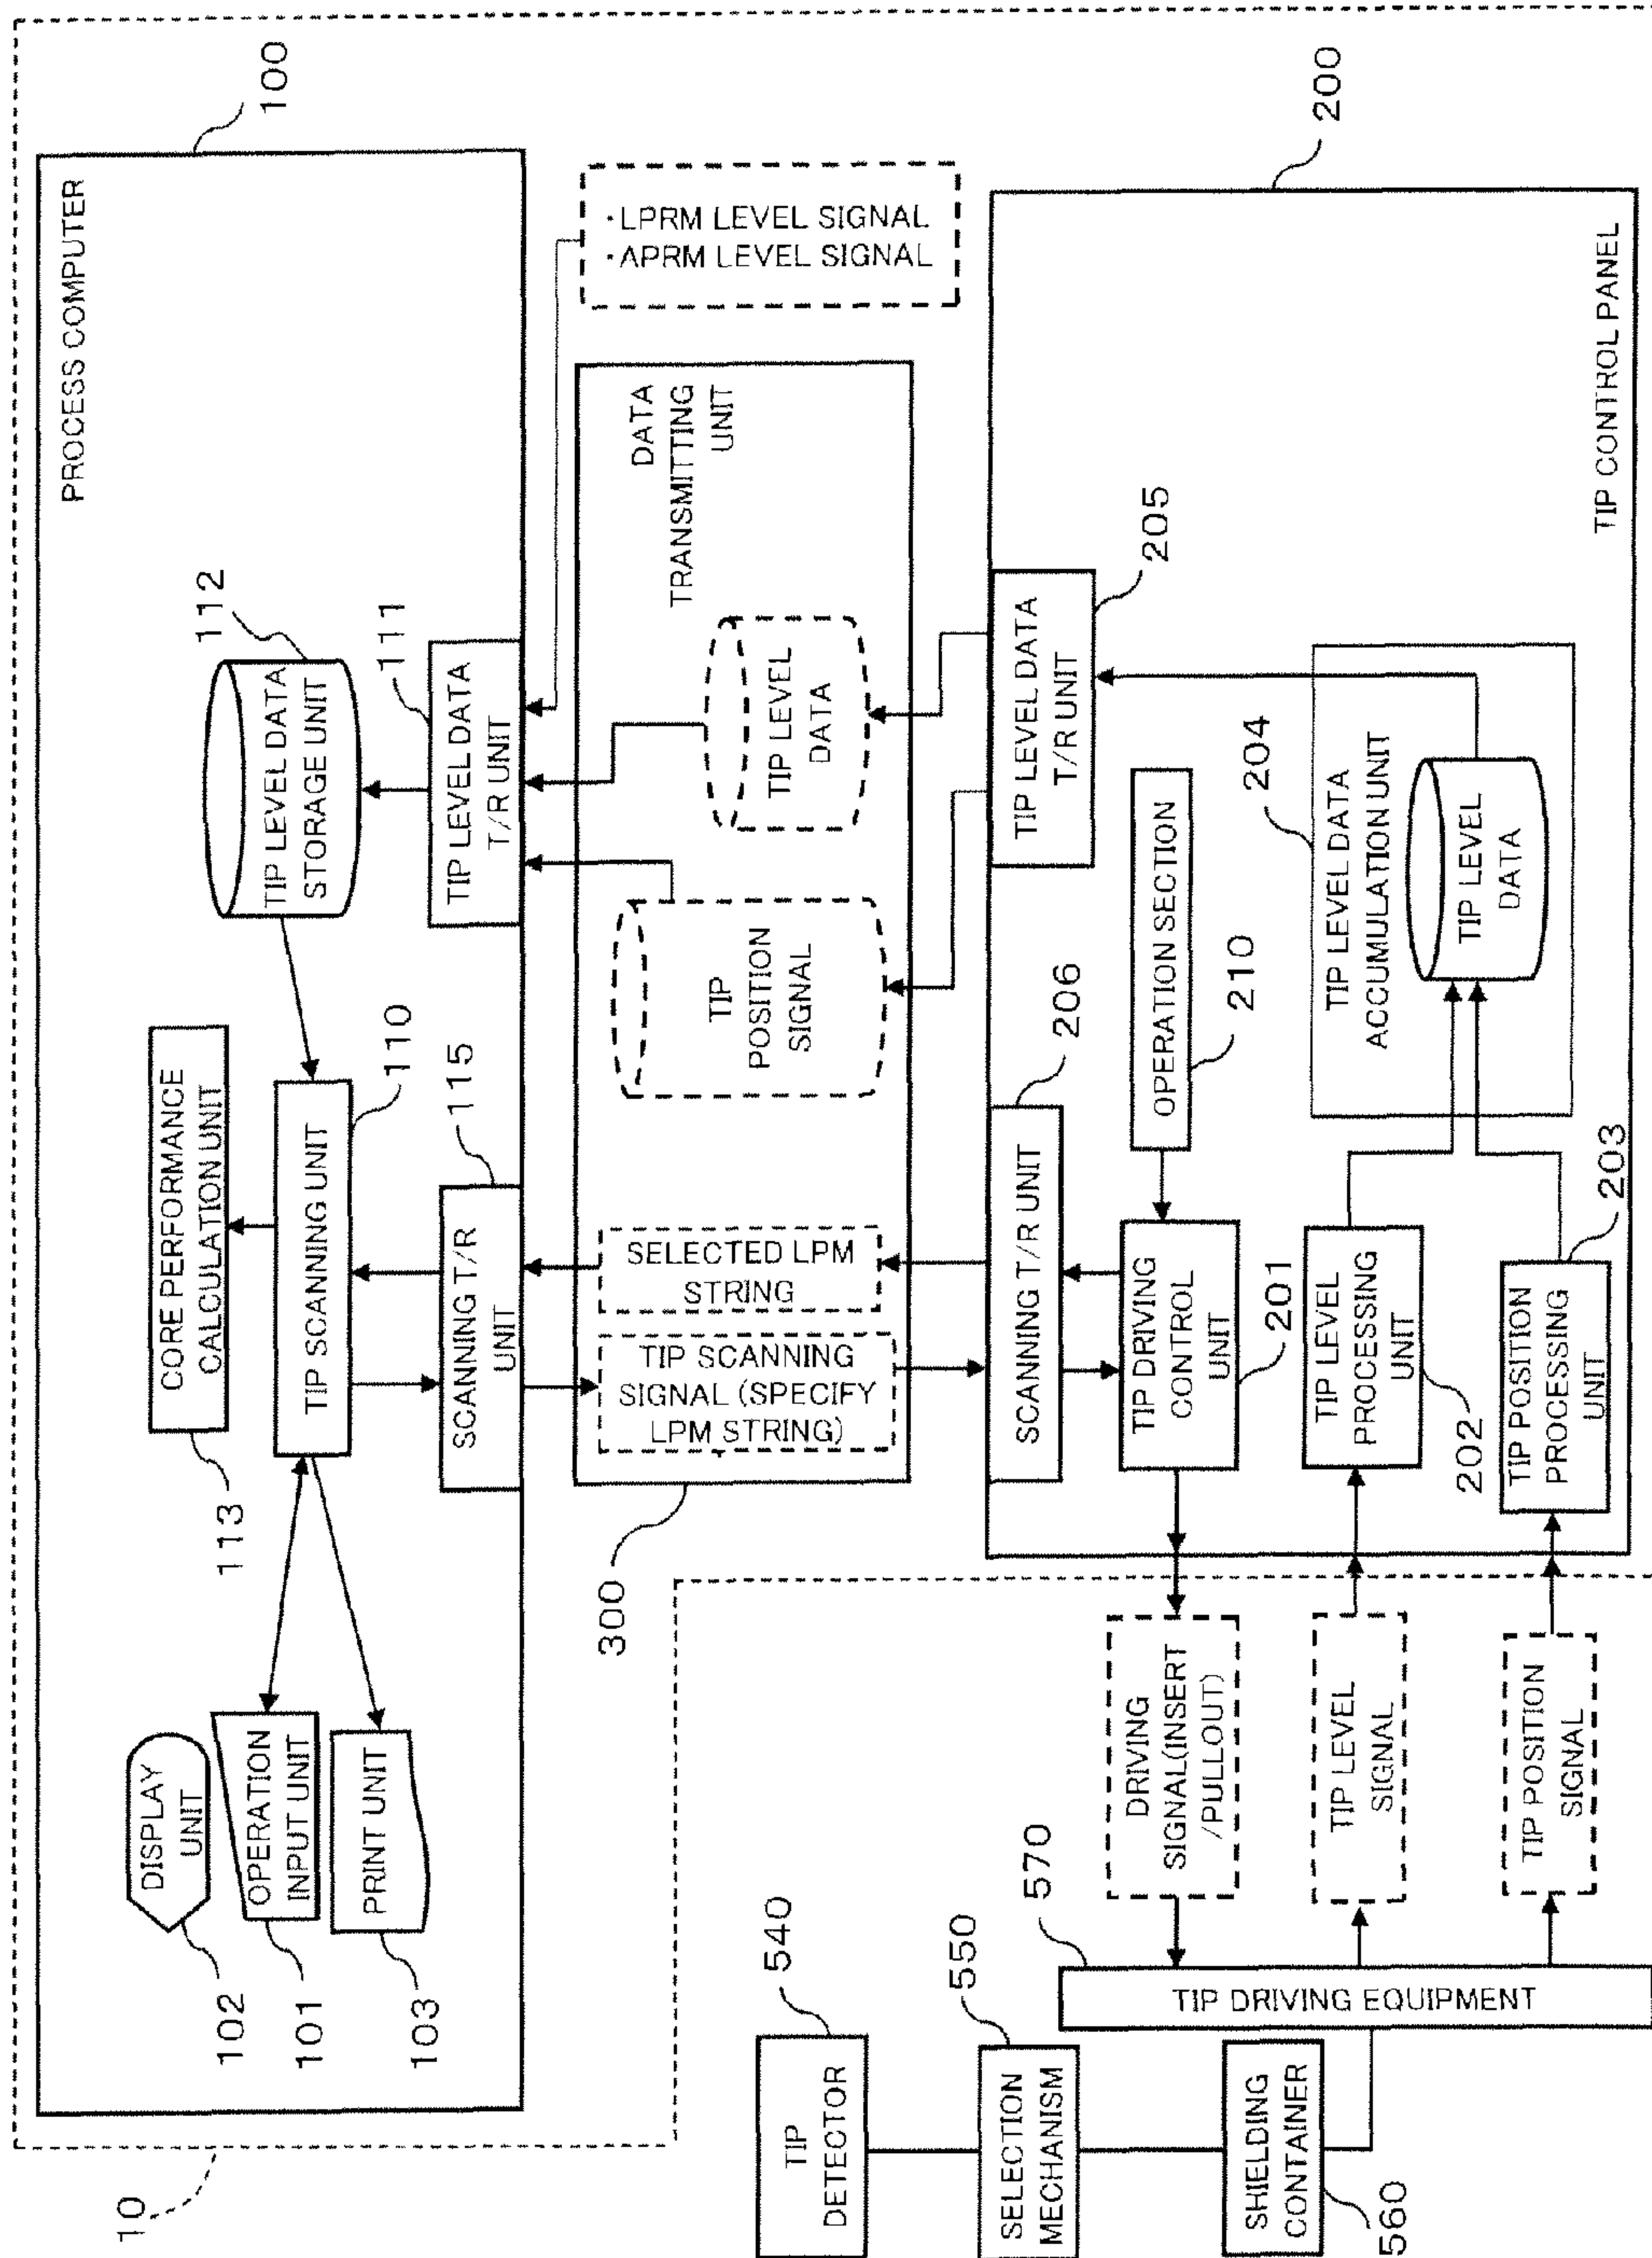 10
PROCESS COMPUTER
100
DISPLAY
UNIT
102
OPERATION
INPUT UNIT
101
PRINT UNIT
103
CORE PERFORMANCE
CALCULATION UNIT
113
TIP SCANNING UNIT
110
SCANNING T/R
UNIT
115
TIP LEVEL DATA
STORAGE UNIT
112
TIP LEVEL DATA
T/R UNIT
111
・LPRM LEVEL SIGNAL
・APRM LEVEL SIGNAL
300
DATA
TRANSMITTING
UNIT
TIP SCANNING
SIGNAL (SPECIFY
LPM STRING)
SELECTED LPM
STRING
TIP
POSITION
SIGNAL
TIP LEVEL
DATA
TIP CONTROL PANEL
200
SCANNING T/R UNIT
206
TIP LEVEL DATA
T/R UNIT
205
TIP DRIVING
CONTROL
UNIT
201
OPERATION SECTION
210
TIP LEVEL
PROCESSING
UNIT
202
TIP POSITION
PROCESSING
UNIT
203
TIP LEVEL DATA
ACCUMULATION UNIT
204
TIP LEVEL
DATA
DRIVING
SIGNAL(INSERT
/PULLOUT)
TIP LEVEL
SIGNAL
TIP POSITION
SIGNAL
TIP
DETECTOR
540
SELECTION
MECHANISM
550
SHIELDING
CONTAINER
560
TIP DRIVING EQUIPMENT
570